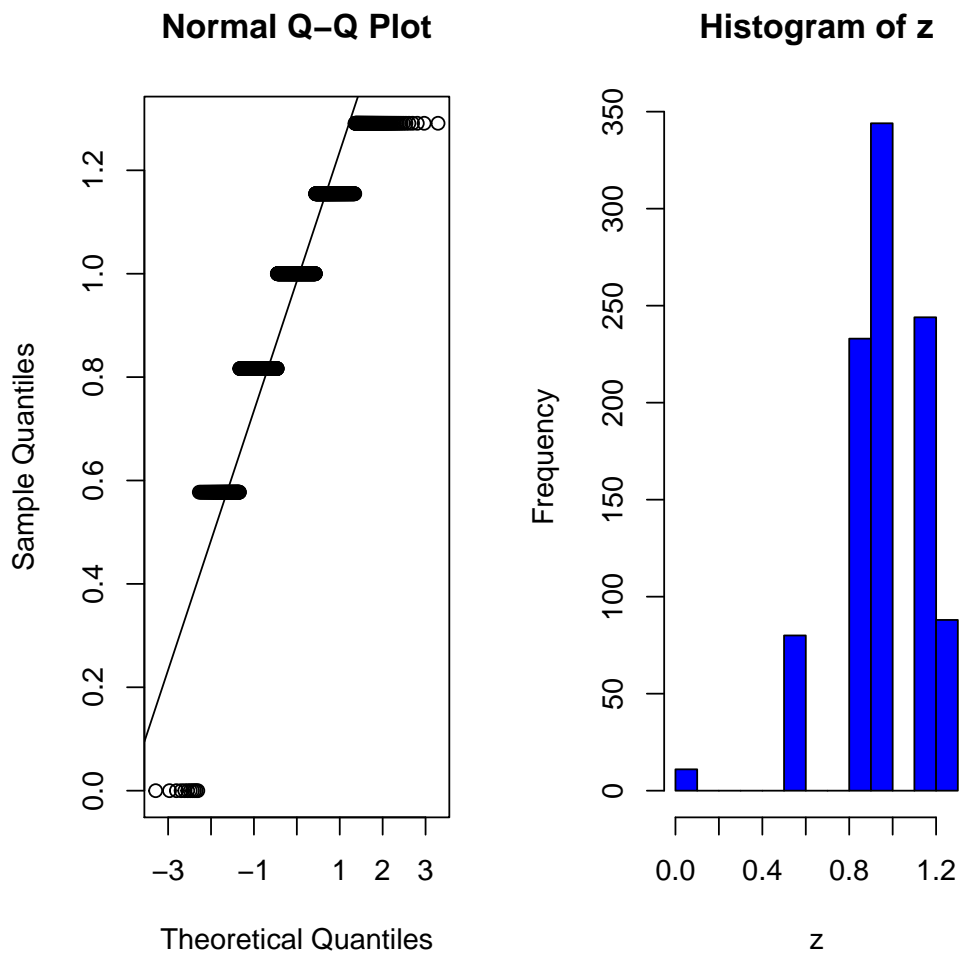 Normal Q−Q Plot
Sample Quantiles
1.2
1.0
0.8
0.6
0.4
0.2
0.0
−3 −1 1 2 3
Theoretical Quantiles
Histogram of z
Frequency
350
300
250
200
150
100
50
0
0.0 0.4 0.8 1.2
z